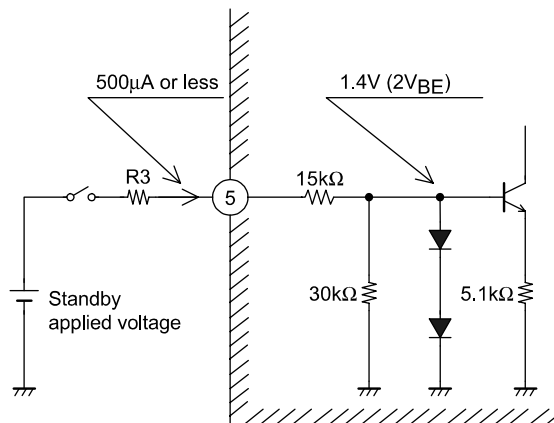 500μA or less
1.4V (2VBE)
R3
5
15kΩ
30kΩ
5.1kΩ
Standby
applied voltage